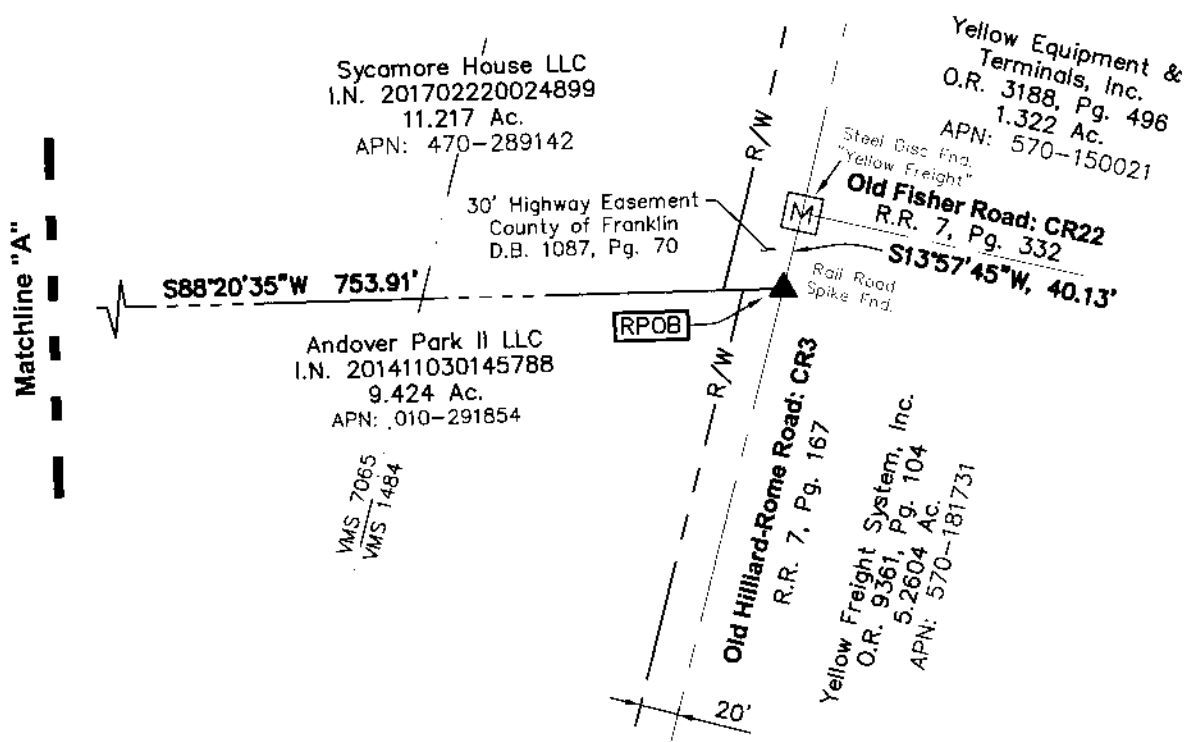 Sycamore House LLC
I.N. 201702220024899
11.217 Ac.
APN: 470-289142
Yellow Equipment &
Terminals, Inc.
O.R. 3188, Pg. 496
1.322 Ac.
APN: 570-150021
R/W
Steel Disc Fnd.
"Yellow Freight"
M
Old Fisher Road: CR22
R.R. 7, Pg. 332
S13°57'45"W, 40.13'
30' Highway Easement
County of Franklin
D.B. 1087, Pg. 70
Rail Road
Spike Fnd.
Matchline "A"
S88°20'35"W 753.91'
RPOB
Andover Park II LLC
I.N. 201411030145788
9.424 Ac.
APN: 010-291854
R/W
VMS 7065
VMS 1484
Old Hilliard-Rome Road: CR3
R.R. 7, Pg. 167
Yellow Freight System, Inc.
O.R. 9361, Pg. 104
5.2604 Ac.
APN: 570-181731
20'